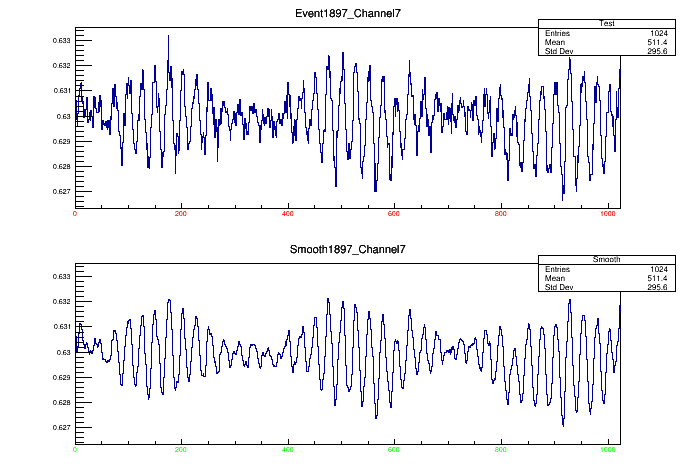 Event1897_Channel7
Test
Entries 1024
Mean 511.4
Std Dev 295.6
0.633
0.632
0.631
0.63
0.629
0.628
0.627
0 200 400 600 800 1000
Smooth1897_Channel7
Smooth
Entries 1024
Mean 511.4
Std Dev 295.6
0.633
0.632
0.631
0.63
0.629
0.628
0.627
0 200 400 600 800 1000